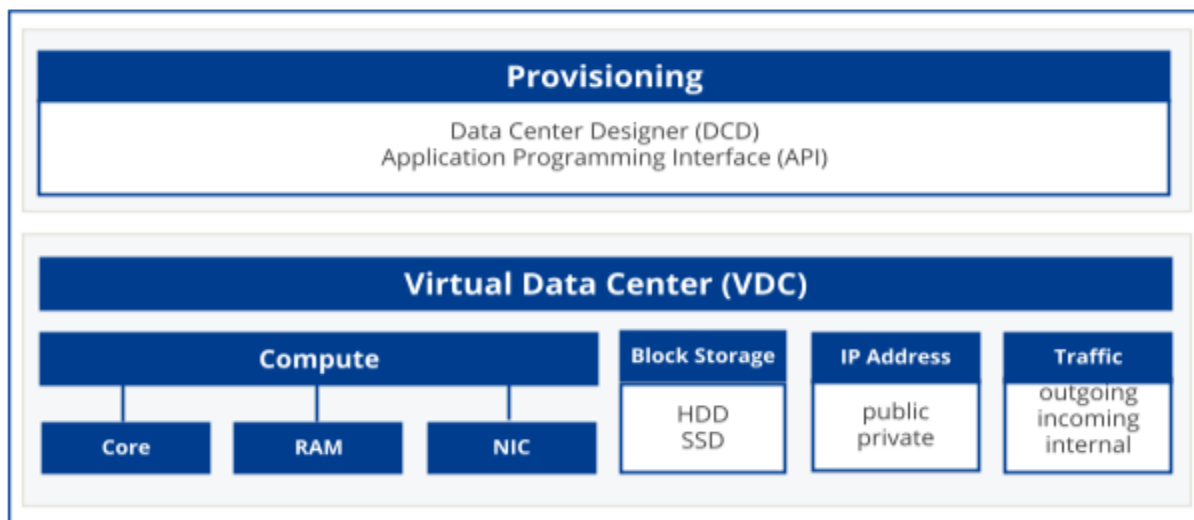 Provisioning
Data Center Designer (DCD)
Application Programming Interface (API)
Virtual Data Center (VDC)
Compute
Core
RAM
NIC
Block Storage
HDD
SSD
IP Address
public
private
Traffic
outgoing
incoming
internal